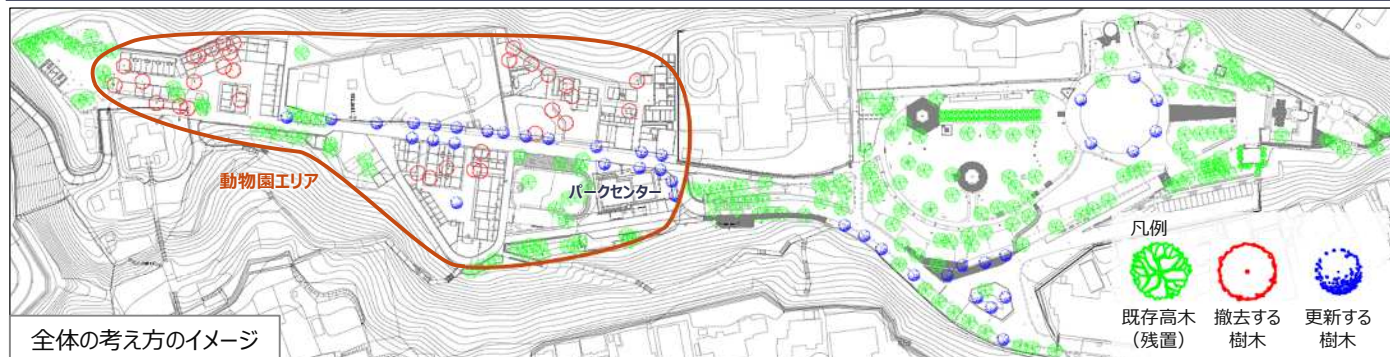 動物園エリア
パークセンター
全体の考え方のイメージ
凡例
既存高木
（残置）
撤去する
樹木
更新する
樹木